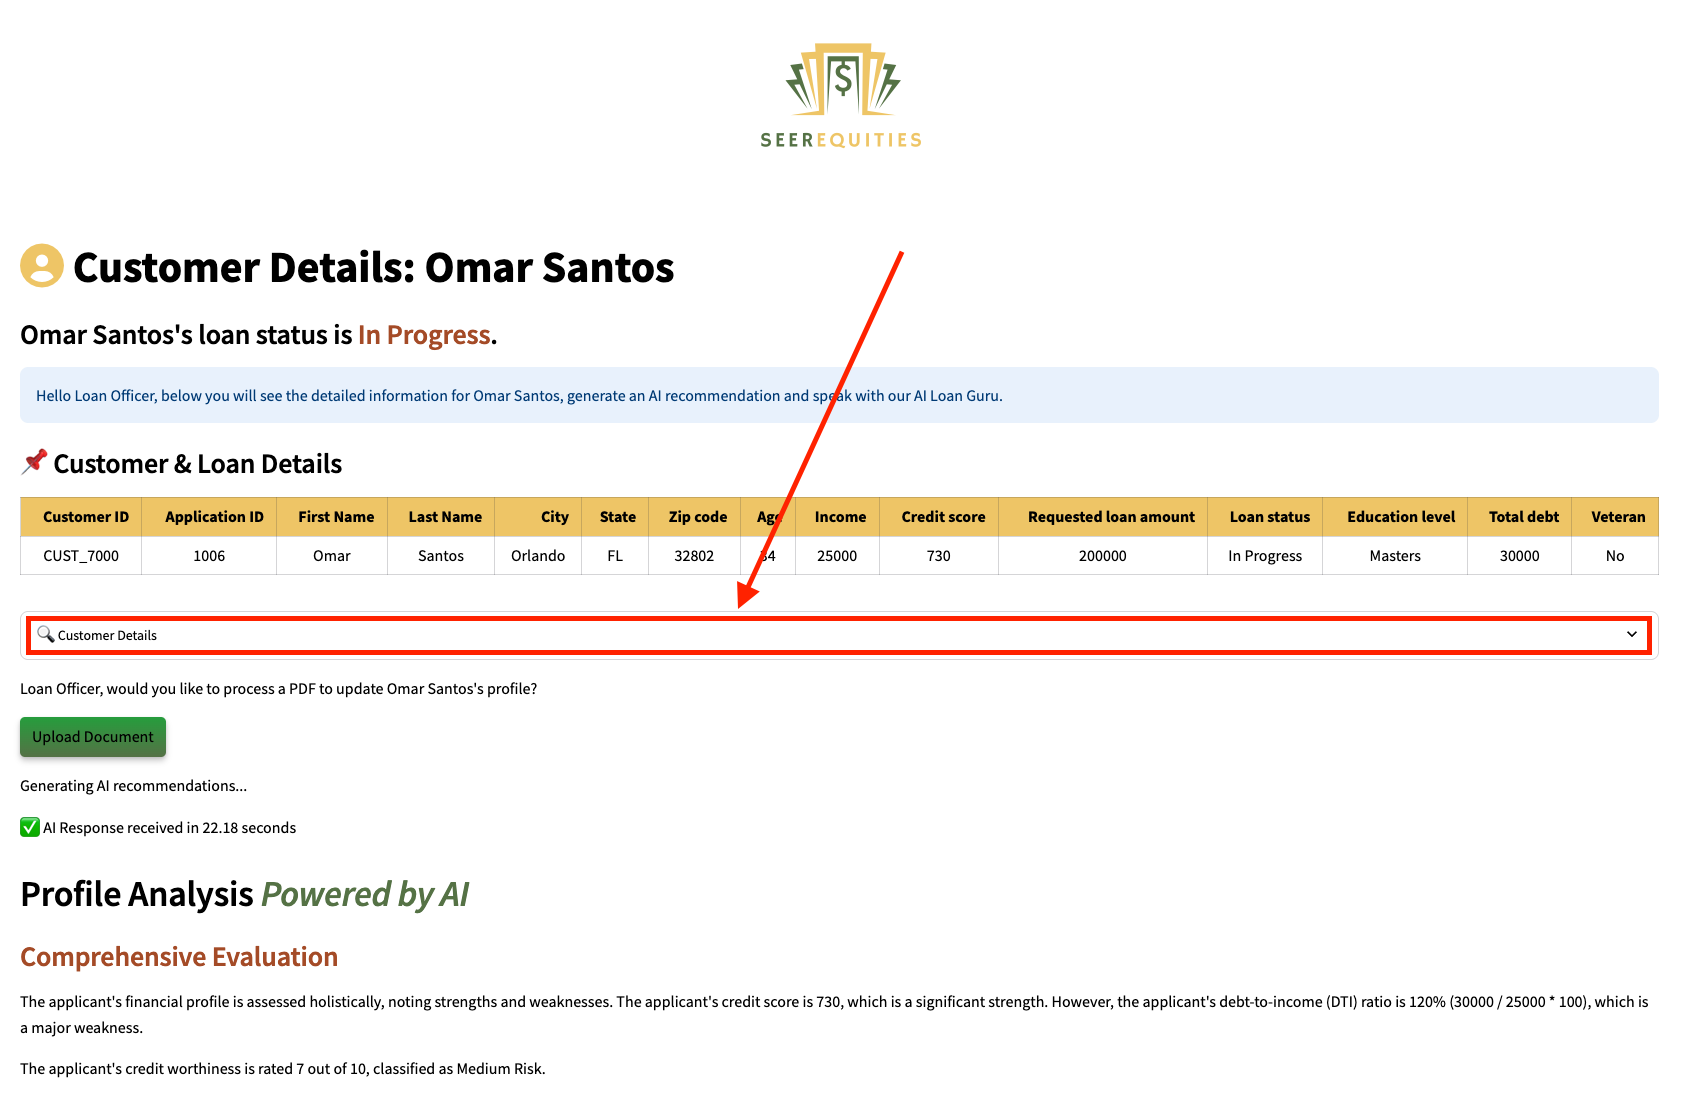 SEEREQUITIES
Customer Details: Omar Santos
Omar Santos's loan status is In Progress.
Hello Loan Officer, below you will see the detailed information for Omar Santos, generate an AI recommendation and speak with our AI Loan Guru.
Customer & Loan Details
Customer ID Application ID First Name Last Name City State Zip code Age Income Credit score Requested loan amount Loan status Education level Total debt Veteran
CUST_7000 1006 Omar Santos Orlando FL 32802 34 25000 730 200000 In Progress Masters 30000 No
Customer Details
Loan Officer, would you like to process a PDF to update Omar Santos's profile?
Upload Document
Generating AI recommendations...
AI Response received in 22.18 seconds
Profile Analysis Powered by AI
Comprehensive Evaluation
The applicant's financial profile is assessed holistically, noting strengths and weaknesses. The applicant's credit score is 730, which is a significant strength. However, the applicant's debt-to-income (DTI) ratio is 120% (30000 / 25000 * 100), which is
a major weakness.
The applicant's credit worthiness is rated 7 out of 10, classified as Medium Risk.